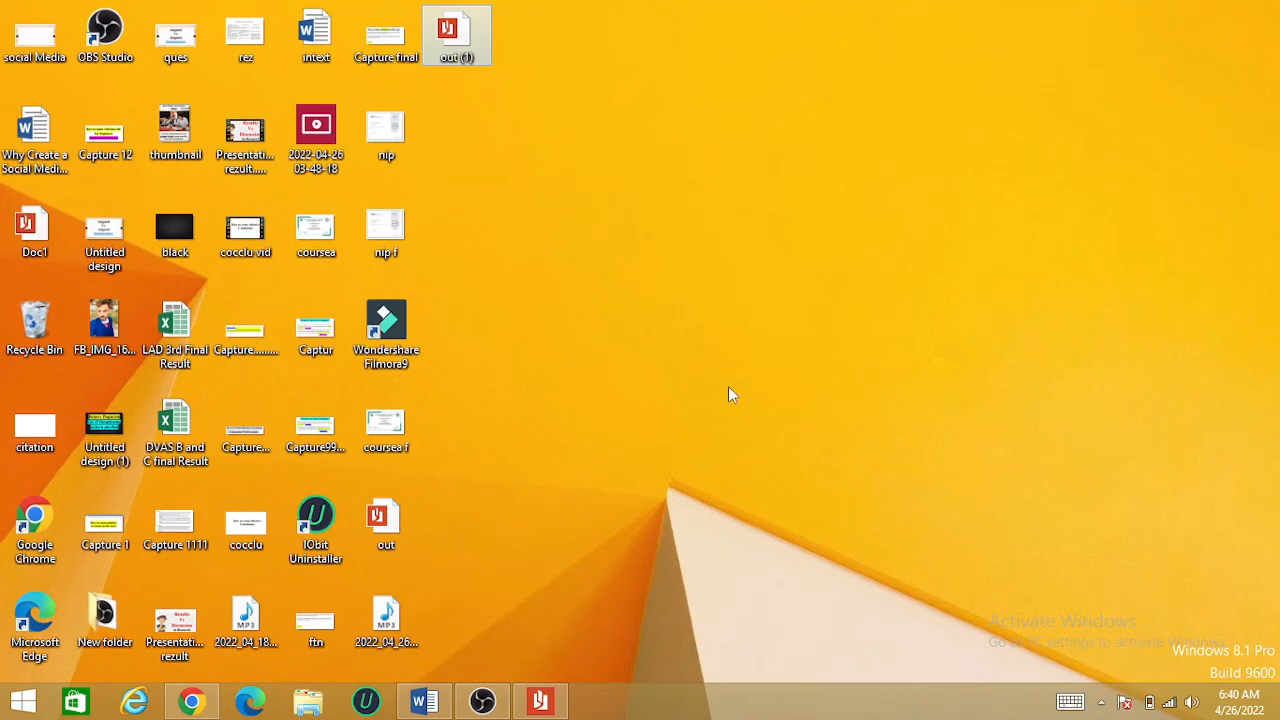 social Media
OBS Studio
ques
rez
intext
Capture final
out (1)
Why Create a
Social Medi...
Capture 12
thumbnail
Presentati...
rezult.....
2022-04-26
03-48-18
nip
Doc1
Untitled
design
black
cocclu vid
coursea
nip f
Recycle Bin
FB_IMG_16...
LAD 3rd Final
Result
Capture.........
Captur
Wondershare
Filmora9
citation
Untitled
design (1)
DVAS B and
C final Result
Capture...
Capture99...
coursea f
Google
Chrome
Capture 1
Capture 1111
cocclu
IObit
Uninstaller
out
Microsoft
Edge
New folder
Presentati...
rezult
MP3
2022_04_18...
ftn
MP3
2022_04_26...
Activate Windows
Go to PC settings to activate Windows.
Windows 8.1 Pro
Build 9600
6:40 AM
4/26/2022